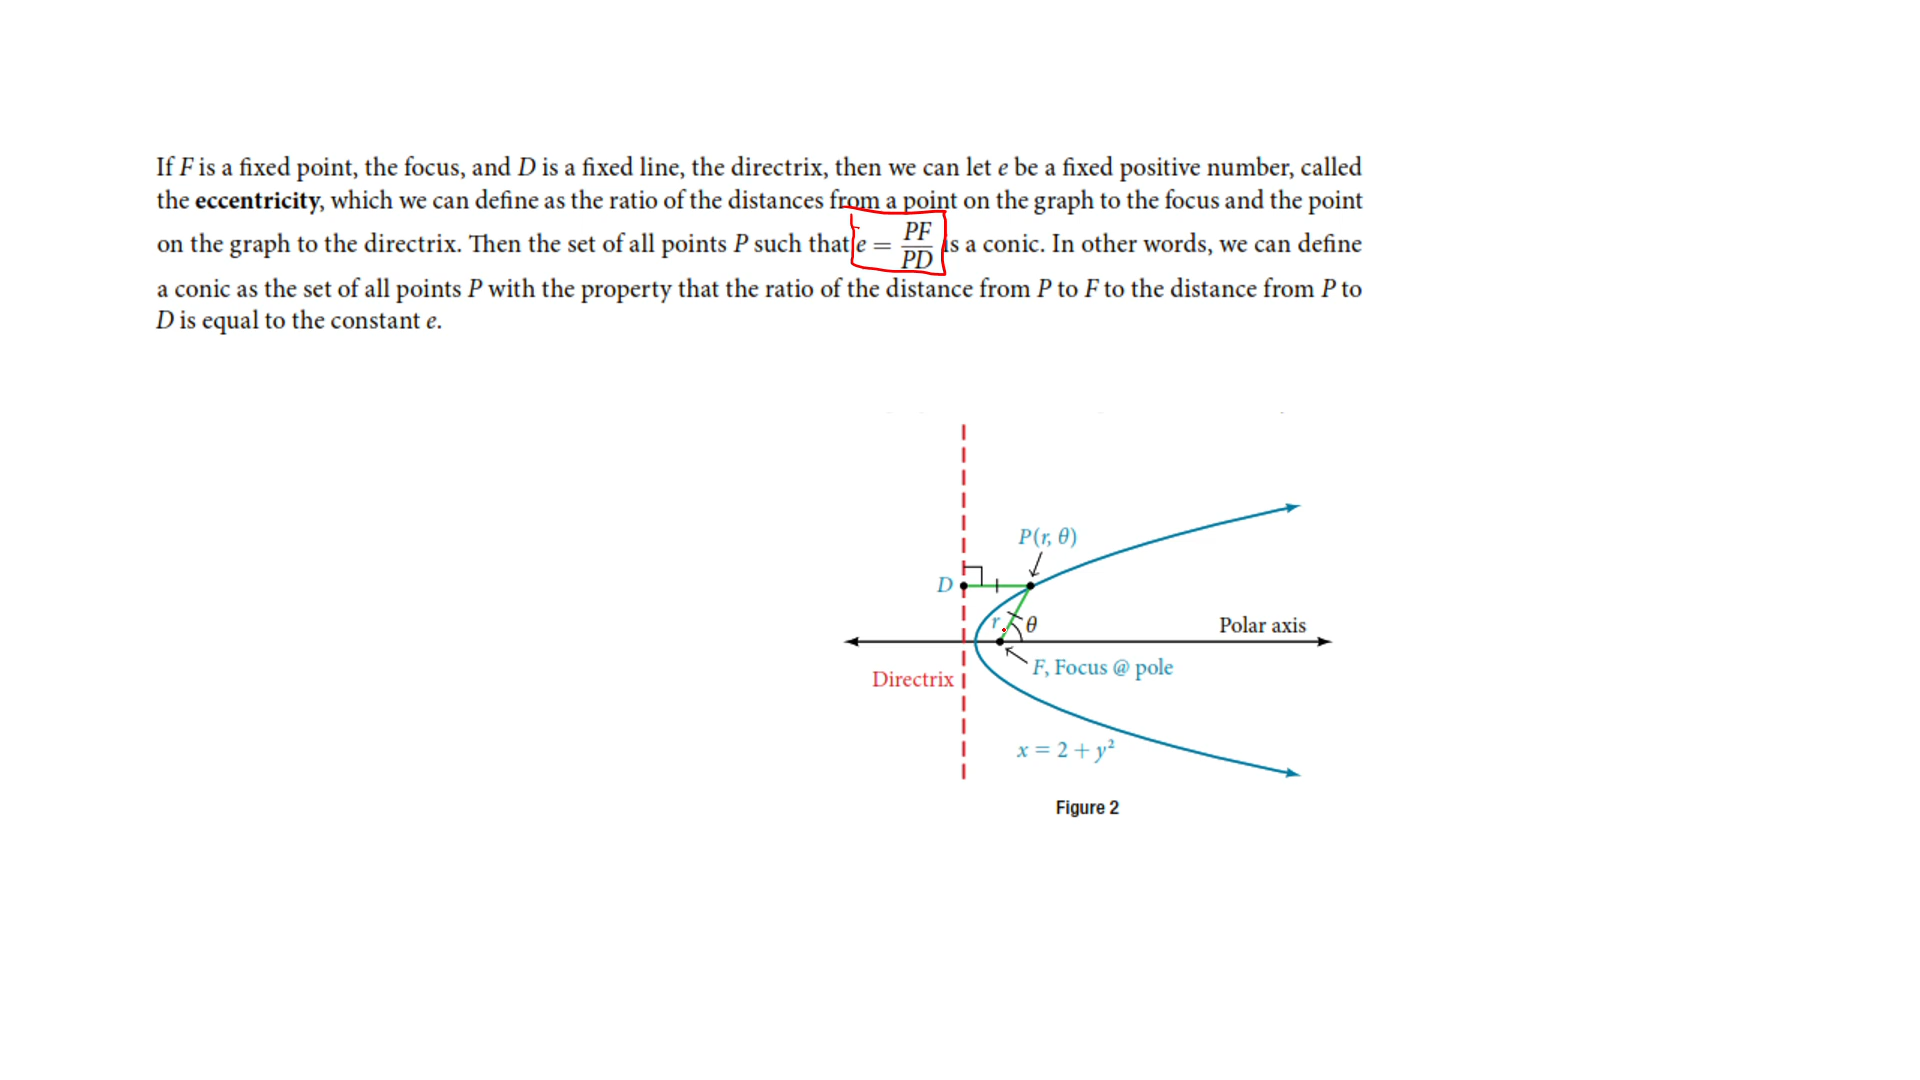 If F is a fixed point, the focus, and D is a fixed line, the directrix, then we can let e be a fixed positive number, called
the eccentricity, which we can define as the ratio of the distances from a point on the graph to the focus and the point
on the graph to the directrix. Then the set of all points P such that e = PF/PD is a conic. In other words, we can define
a conic as the set of all points P with the property that the ratio of the distance from P to F to the distance from P to
D is equal to the constant e.
P(r, θ)
D
r
θ
Polar axis
F, Focus @ pole
Directrix
x = 2 + y²
Figure 2